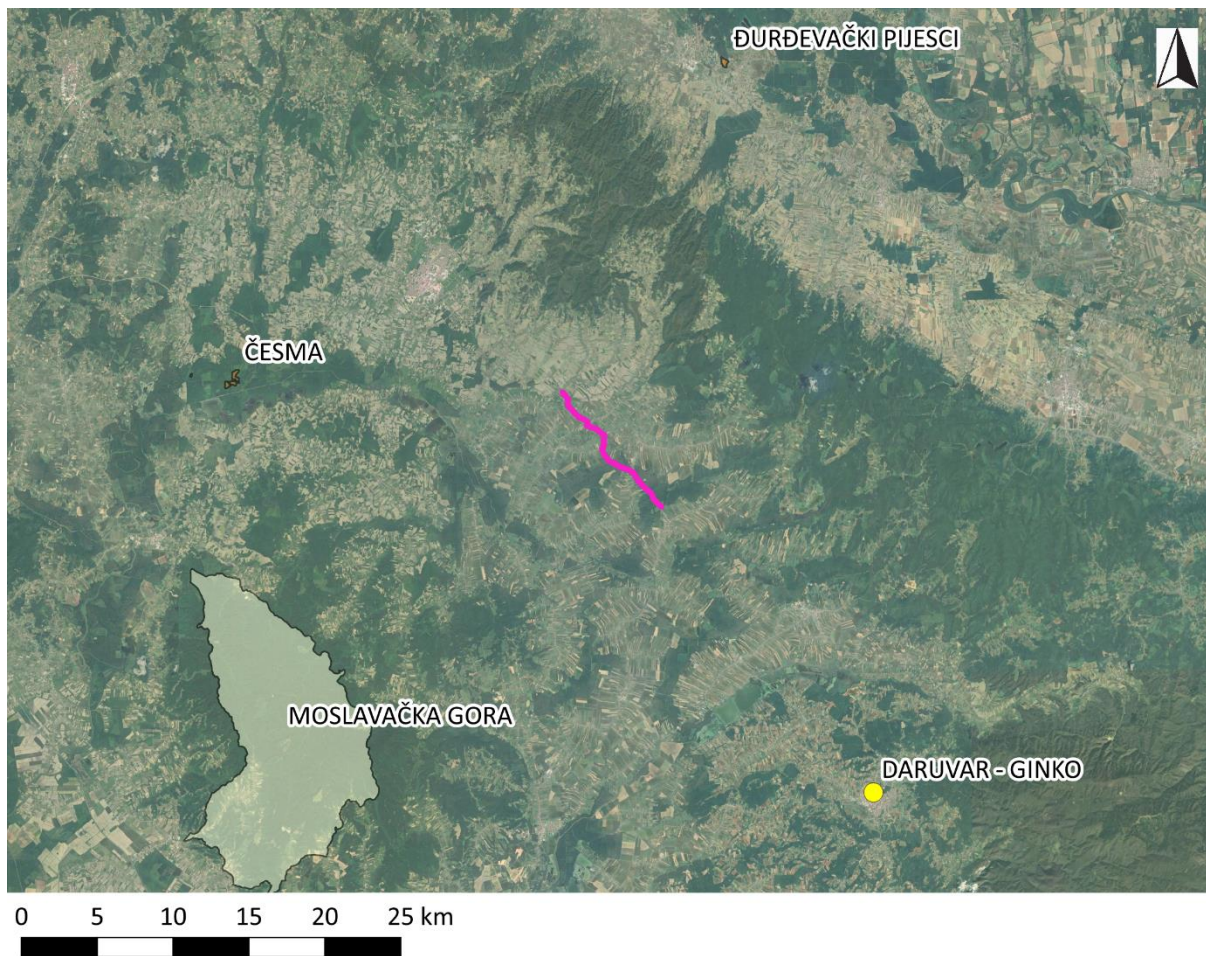 ĐURĐEVAČKI PIJESCI
ČESMA
MOSLAVAČKA GORA
DARUVAR - GINKO
0 5 10 15 20 25 km